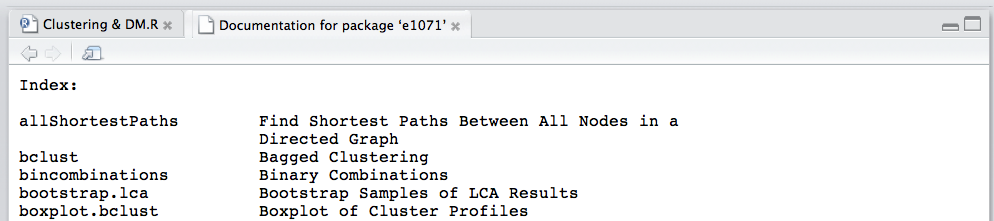 Clustering & DM.R
Documentation for package ‘e1071’
Index:
allShortestPaths Find Shortest Paths Between All Nodes in a
Directed Graph
bclust Bagged Clustering
bincombinations Binary Combinations
bootstrap.lca Bootstrap Samples of LCA Results
boxplot.bclust Boxplot of Cluster Profiles